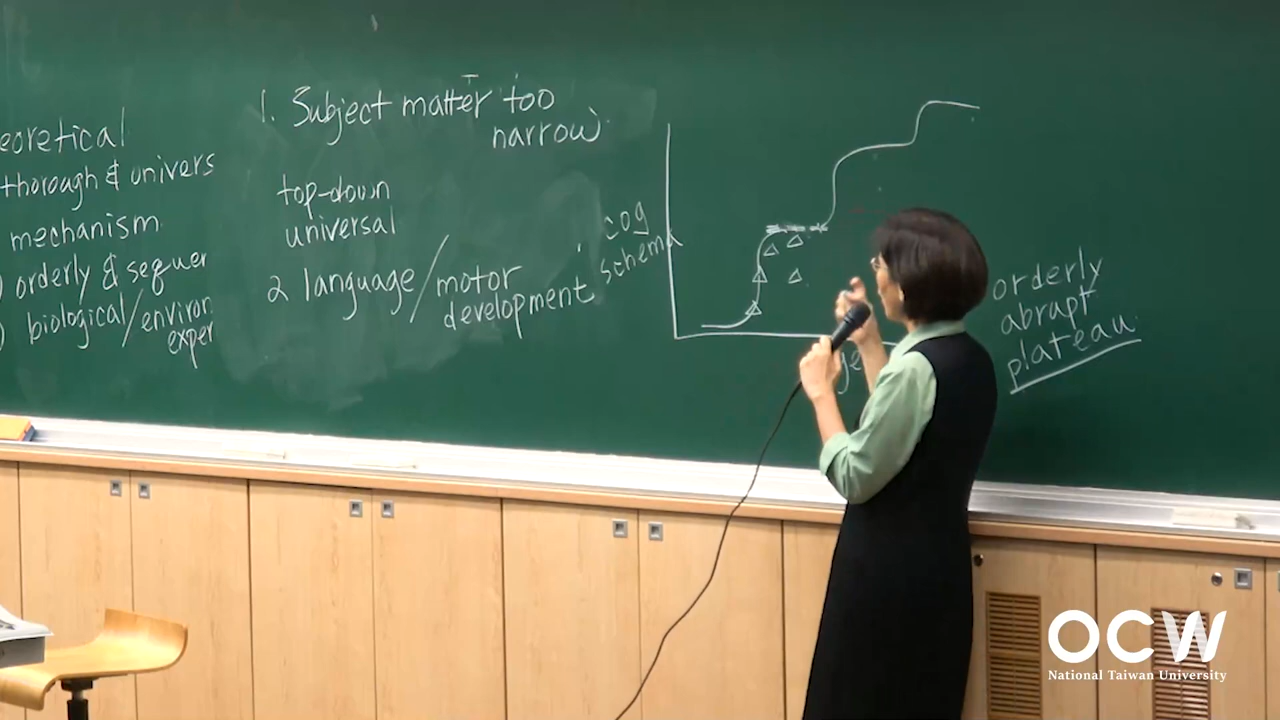 eoretical
thorough & univers
mechanism
orderly & sequen
biological/environ
exper
1. Subject matter too
narrow
top-down
universal
2 language/motor
development
cog
schema
ge
orderly
abrupt
plateau
OCW
National Taiwan University